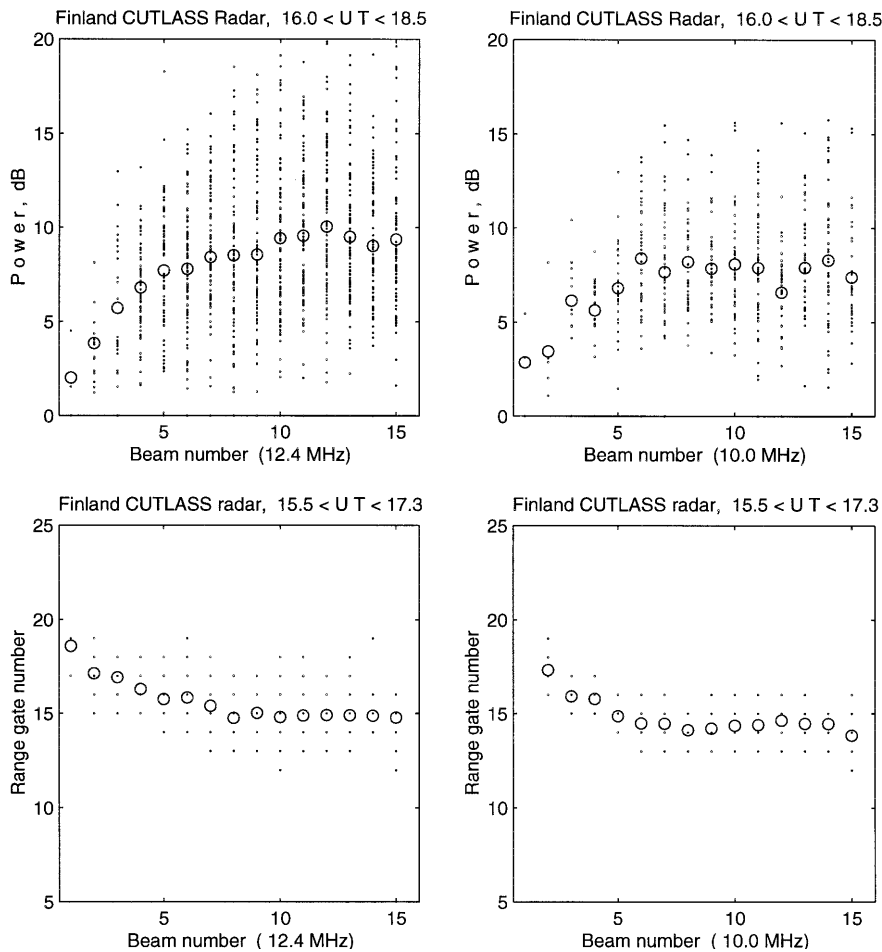 Finland CUTLASS Radar, 16.0 < U T < 18.5
20
15
10
5
0
Power, dB
5 10 15
Beam number (12.4 MHz)
Finland CUTLASS Radar, 16.0 < U T < 18.5
20
15
10
5
0
Power, dB
5 10 15
Beam number (10.0 MHz)
Finland CUTLASS radar, 15.5 < U T < 17.3
25
20
15
10
5
Range gate number
5 10 15
Beam number ( 12.4 MHz)
Finland CUTLASS radar, 15.5 < U T < 17.3
25
20
15
10
5
Range gate number
5 10 15
Beam number ( 10.0 MHz)